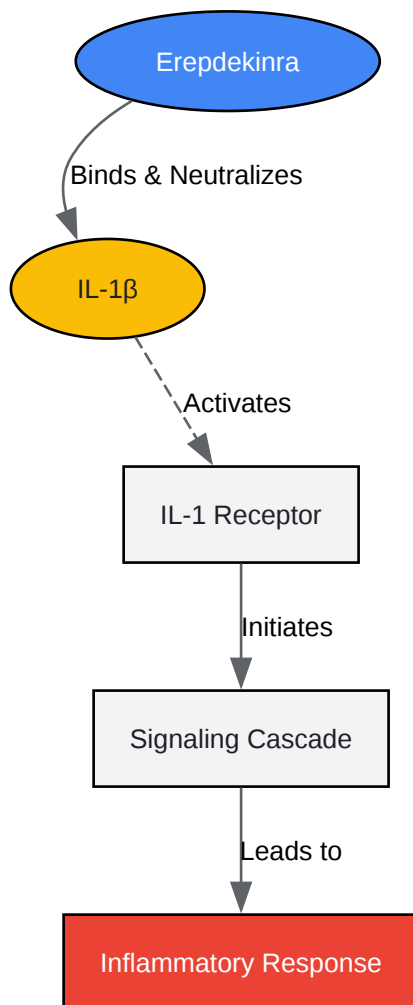 Erepdekinra
Binds & Neutralizes
IL-1β
Activates
IL-1 Receptor
Initiates
Signaling Cascade
Leads to
Inflammatory Response